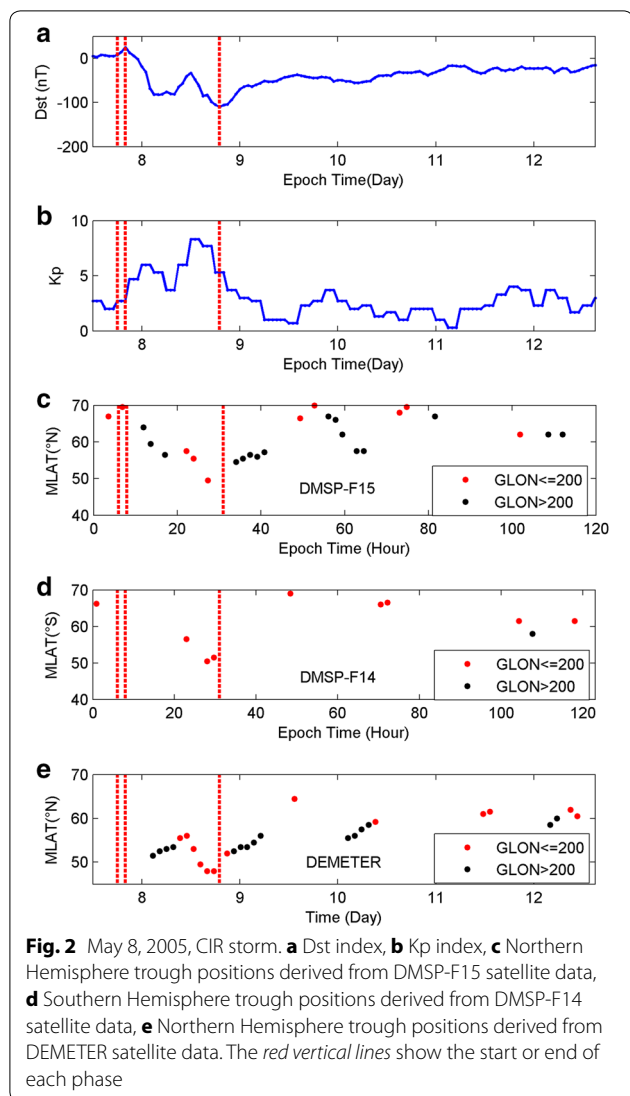 a
0
-100
-200
Dst (nT)
8 9 10 11 12
Epoch Time(Day)
b
10
5
0
Kp
8 9 10 11 12
Epoch Time(Day)
c
70
60
50
40
MLAT(°N)
DMSP-F15
GLON<=200
GLON>200
0 20 40 60 80 100 120
Epoch Time (Hour)
d
70
60
50
40
MLAT(°S)
DMSP-F14
GLON<=200
GLON>200
0 20 40 60 80 100 120
Epoch Time (Hour)
e
70
60
50
MLAT(°N)
DEMETER
GLON<=200
GLON>200
8 9 10 11 12
Time (Day)
Fig. 2 May 8, 2005, CIR storm. a Dst index, b Kp index, c Northern
Hemisphere trough positions derived from DMSP-F15 satellite data,
d Southern Hemisphere trough positions derived from DMSP-F14
satellite data, e Northern Hemisphere trough positions derived from
DEMETER satellite data. The red vertical lines show the start or end of
each phase